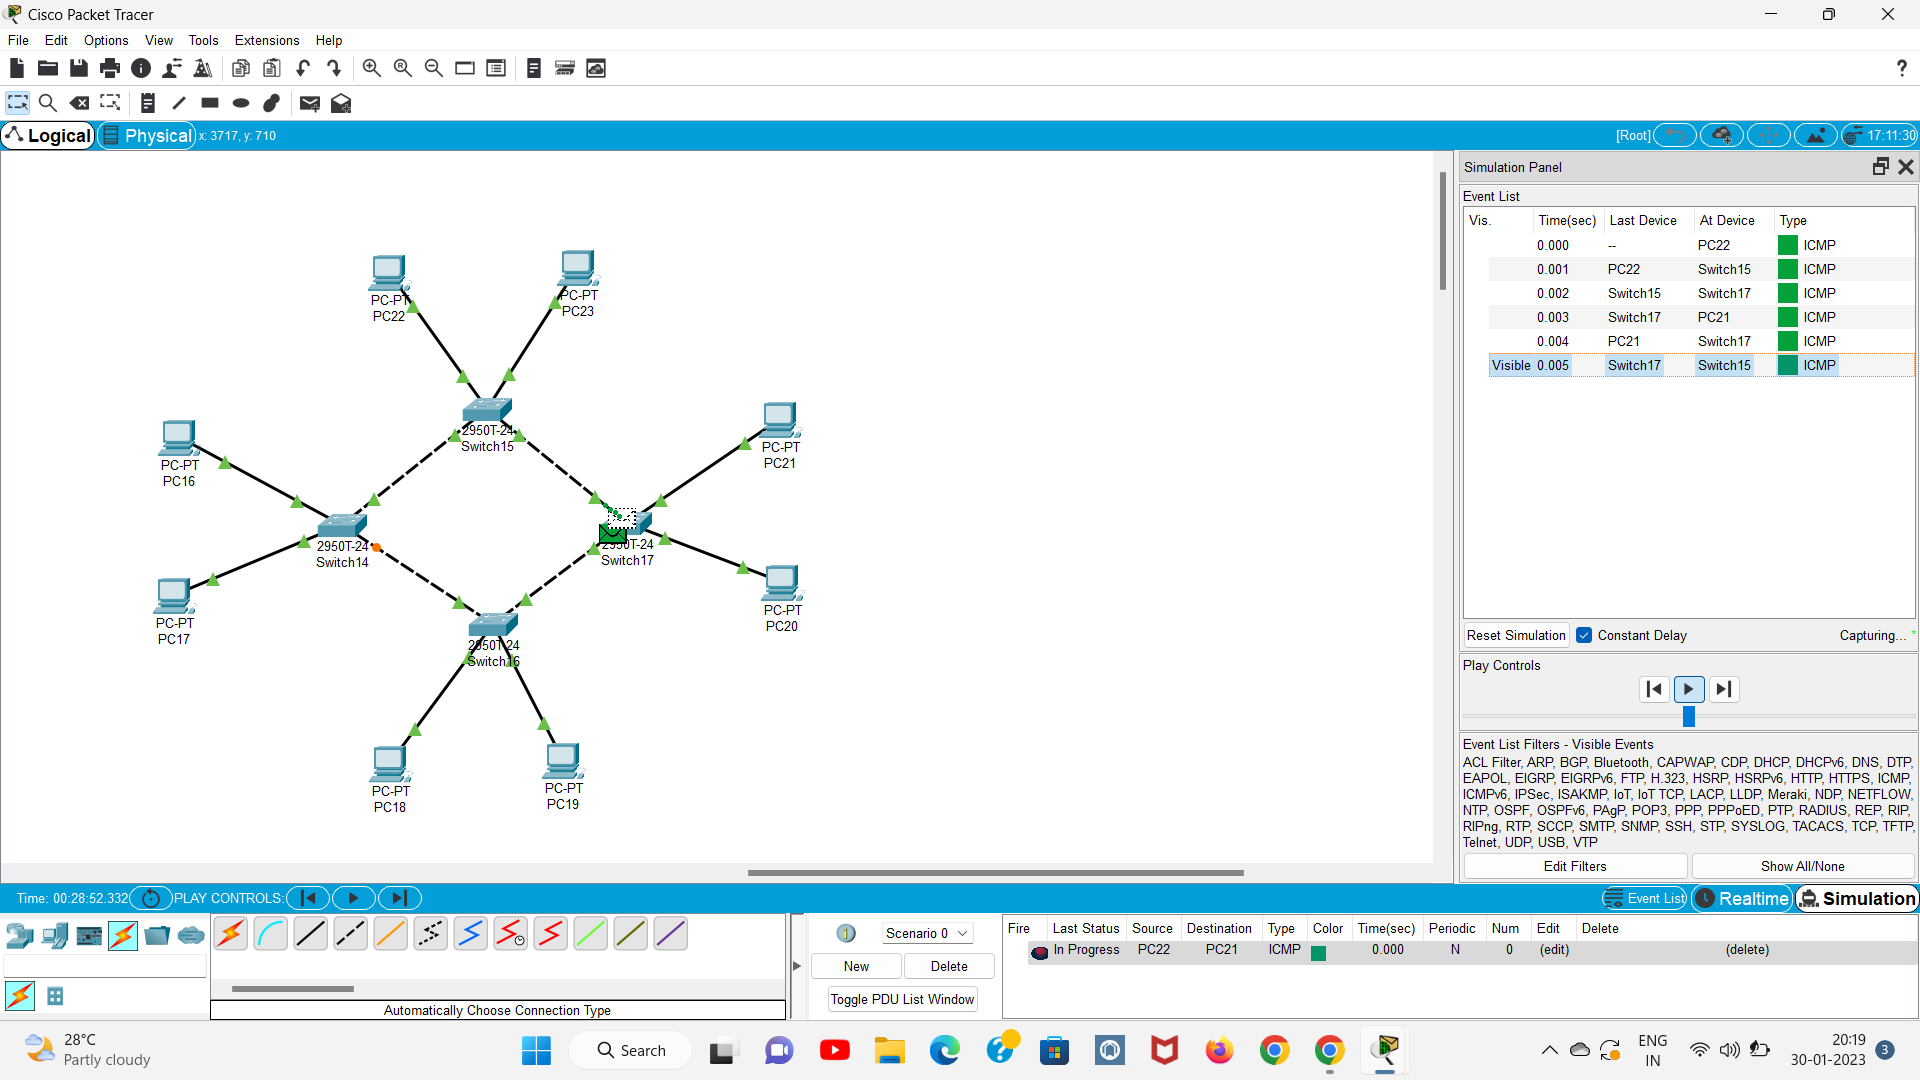 Cisco Packet Tracer
File Edit Options View Tools Extensions Help
?
Logical Physical x: 3717, y: 710 [Root] 17:11:30
Simulation Panel
Event List
Vis. Time(sec) Last Device At Device Type
0.000 -- PC22 ICMP
0.001 PC22 Switch15 ICMP
0.002 Switch15 Switch17 ICMP
0.003 Switch17 PC21 ICMP
0.004 PC21 Switch17 ICMP
Visible 0.005 Switch17 Switch15 ICMP
Reset Simulation Constant Delay Capturing...
Play Controls
Event List Filters - Visible Events
ACL Filter, ARP, BGP, Bluetooth, CAPWAP, CDP, DHCP, DHCPv6, DNS, DTP,
EAPOL, EIGRP, EIGRPv6, FTP, H.323, HSRP, HSRPv6, HTTP, HTTPS, ICMP,
ICMPv6, IPSec, ISAKMP, IoT, IoT TCP, LACP, LLDP, Meraki, NDP, NETFLOW,
NTP, OSPF, OSPFv6, PAgP, POP3, PPP, PPPoED, PTP, RADIUS, REP, RIP,
RIPng, RTP, SCCP, SMTP, SNMP, SSH, STP, SYSLOG, TACACS, TCP, TFTP,
Telnet, UDP, USB, VTP
Edit Filters Show All/None
PC-PT
PC22
PC-PT
PC23
2950T-24
Switch15
PC-PT
PC16
PC-PT
PC21
2950T-24
Switch14
2950T-24
Switch17
PC-PT
PC17
PC-PT
PC20
2950T-24
Switch16
PC-PT
PC18
PC-PT
PC19
Time: 00:28:52.332 PLAY CONTROLS: Event List Realtime Simulation
Scenario 0
New Delete
Toggle PDU List Window
Fire Last Status Source Destination Type Color Time(sec) Periodic Num Edit Delete
In Progress PC22 PC21 ICMP 0.000 N 0 (edit) (delete)
Automatically Choose Connection Type
28°C
Partly cloudy
Search
ENG
IN
20:19
30-01-2023
3